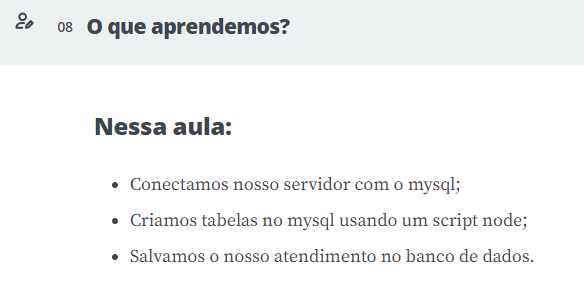 08 O que aprendemos?
Nessa aula:
• Conectamos nosso servidor com o mysql;
• Criamos tabelas no mysql usando um script node;
• Salvamos o nosso atendimento no banco de dados.